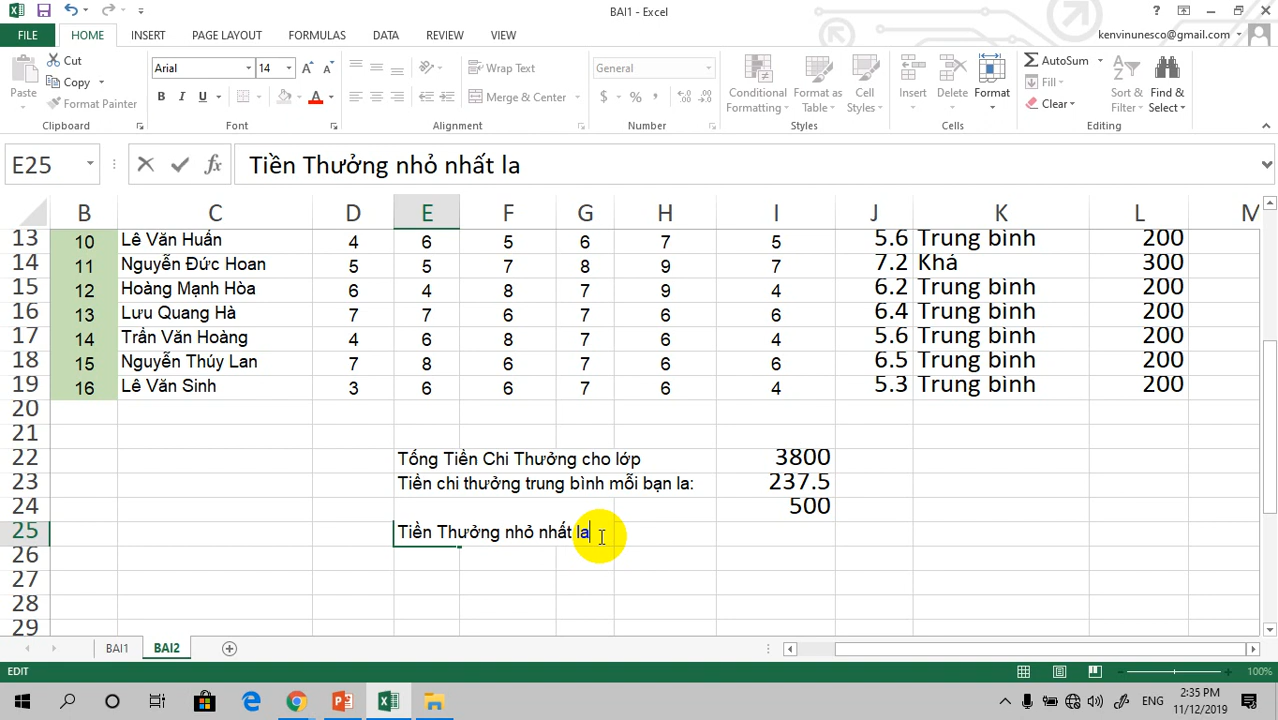 BAI1 - Excel
FILE HOME INSERT PAGE LAYOUT FORMULAS DATA REVIEW VIEW kenvinunesco@gmail.com
Cut Arial 14 Wrap Text General AutoSum
Paste Copy Fill
Format Painter Merge & Center Conditional Formatting Format as Table Cell Styles Insert Delete Format Clear Sort & Filter Find & Select
Clipboard Font Alignment Number Styles Cells Editing
E25 fx Tiền Thưởng nhỏ nhất la
B C D E F G H I J K L M
13 10 Lê Văn Huấn 4 6 5 6 7 5 5.6 Trung bình 200
14 11 Nguyễn Đức Hoan 5 5 7 8 9 7 7.2 Khá 300
15 12 Hoàng Mạnh Hòa 6 4 8 7 9 4 6.2 Trung bình 200
16 13 Lưu Quang Hà 7 7 6 7 6 6 6.4 Trung bình 200
17 14 Trần Văn Hoàng 4 6 8 7 6 4 5.6 Trung bình 200
18 15 Nguyễn Thúy Lan 7 8 6 7 6 6 6.5 Trung bình 200
19 16 Lê Văn Sinh 3 6 6 7 6 4 5.3 Trung bình 200
20
21
22 Tổng Tiền Chi Thưởng cho lớp 3800
23 Tiền chi thưởng trung bình mỗi bạn la: 237.5
24 500
25 Tiền Thưởng nhỏ nhất la
26
27
28
29
BAI1 BAI2
EDIT 100%
ENG 2:35 PM
11/12/2019